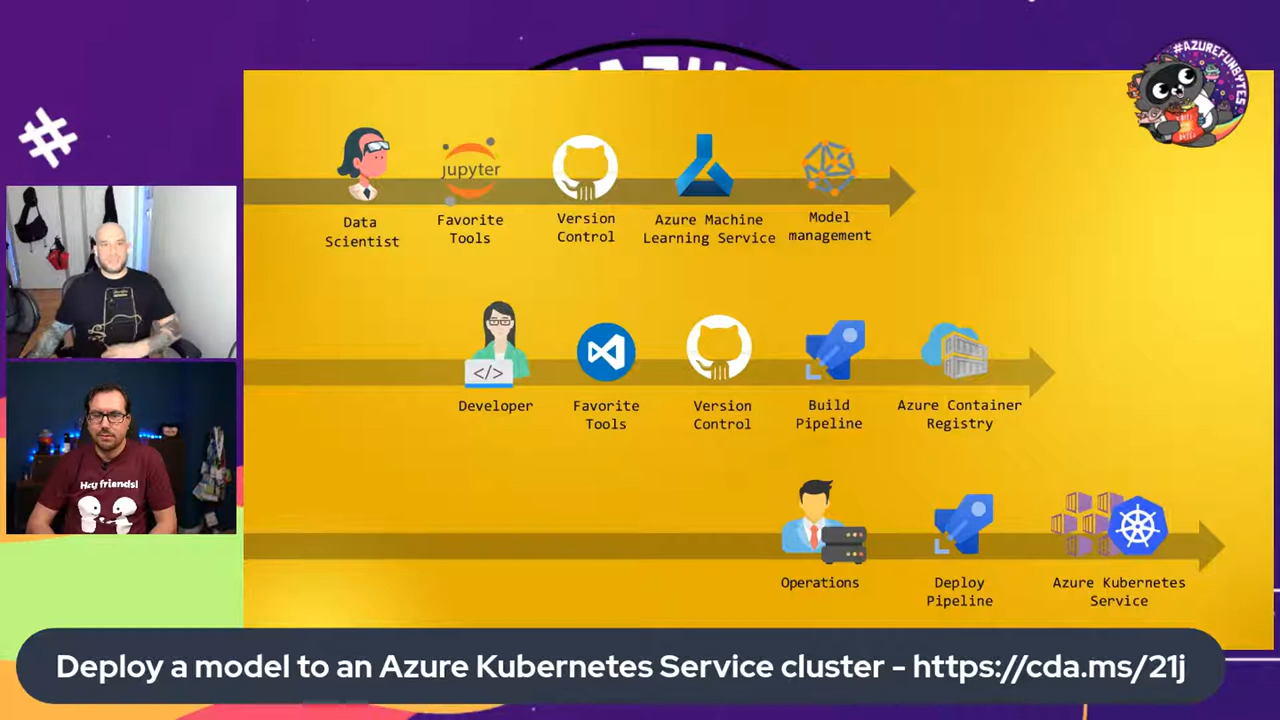 #AZUREFUNBYTES
#
jupyter
Data
Scientist
Favorite
Tools
Version
Control
Azure Machine
Learning Service
Model
management
</>
Developer
Favorite
Tools
Version
Control
Build
Pipeline
Azure Container
Registry
Hey friends!
Operations
Deploy
Pipeline
Azure Kubernetes
Service
Deploy a model to an Azure Kubernetes Service cluster - https://cda.ms/21j